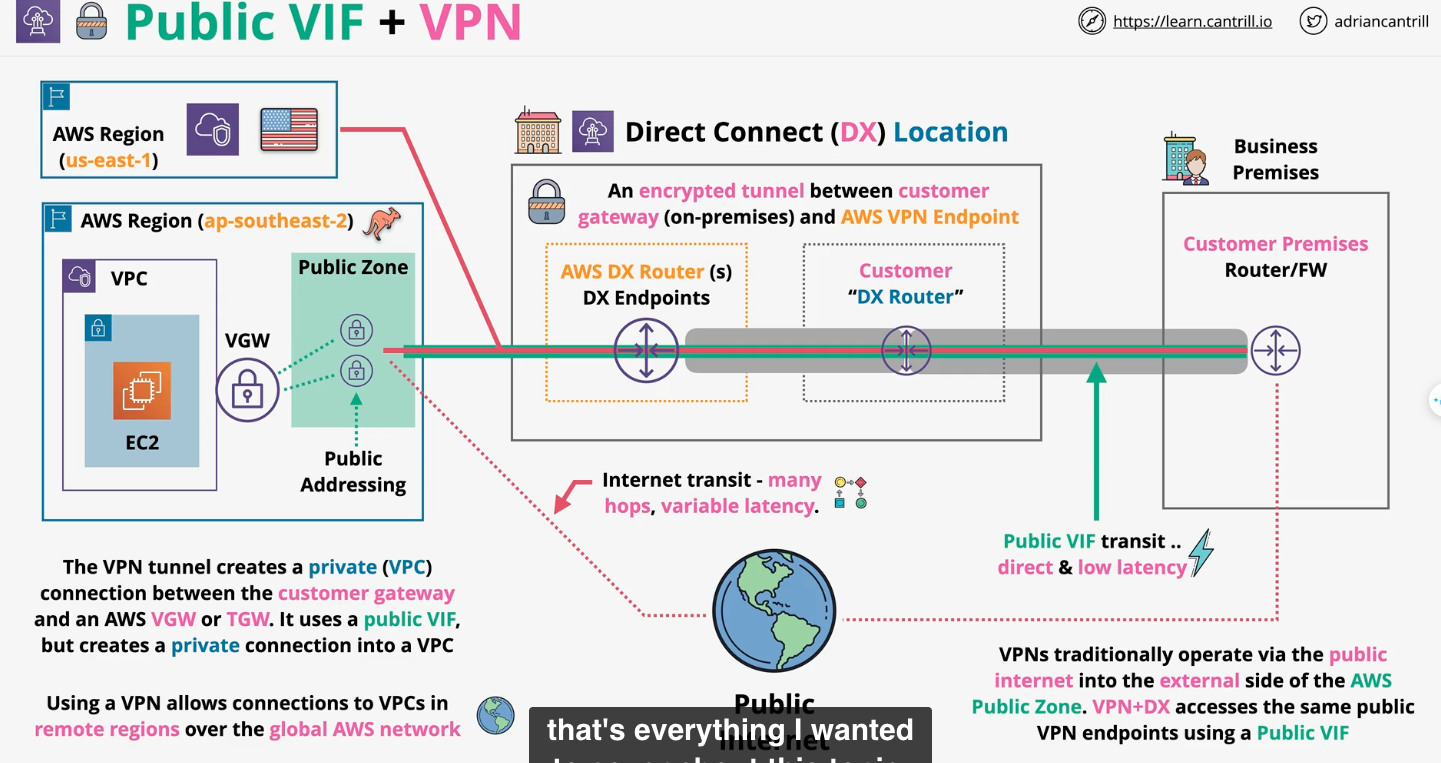 Public VIF + VPN
https://learn.cantrill.io
adriancantrill
AWS Region
(us-east-1)
AWS Region (ap-southeast-2)
VPC
EC2
VGW
Public Zone
Public
Addressing
Direct Connect (DX) Location
An encrypted tunnel between customer
gateway (on-premises) and AWS VPN Endpoint
AWS DX Router (s)
DX Endpoints
Customer
“DX Router”
Business
Premises
Customer Premises
Router/FW
Internet transit - many
hops, variable latency.
Public VIF transit ..
direct & low latency
The VPN tunnel creates a private (VPC)
connection between the customer gateway
and an AWS VGW or TGW. It uses a public VIF,
but creates a private connection into a VPC
Using a VPN allows connections to VPCs in
remote regions over the global AWS network
Public
Internet
VPNs traditionally operate via the public
internet into the external side of the AWS
Public Zone. VPN+DX accesses the same public
VPN endpoints using a Public VIF
that's everything I wanted